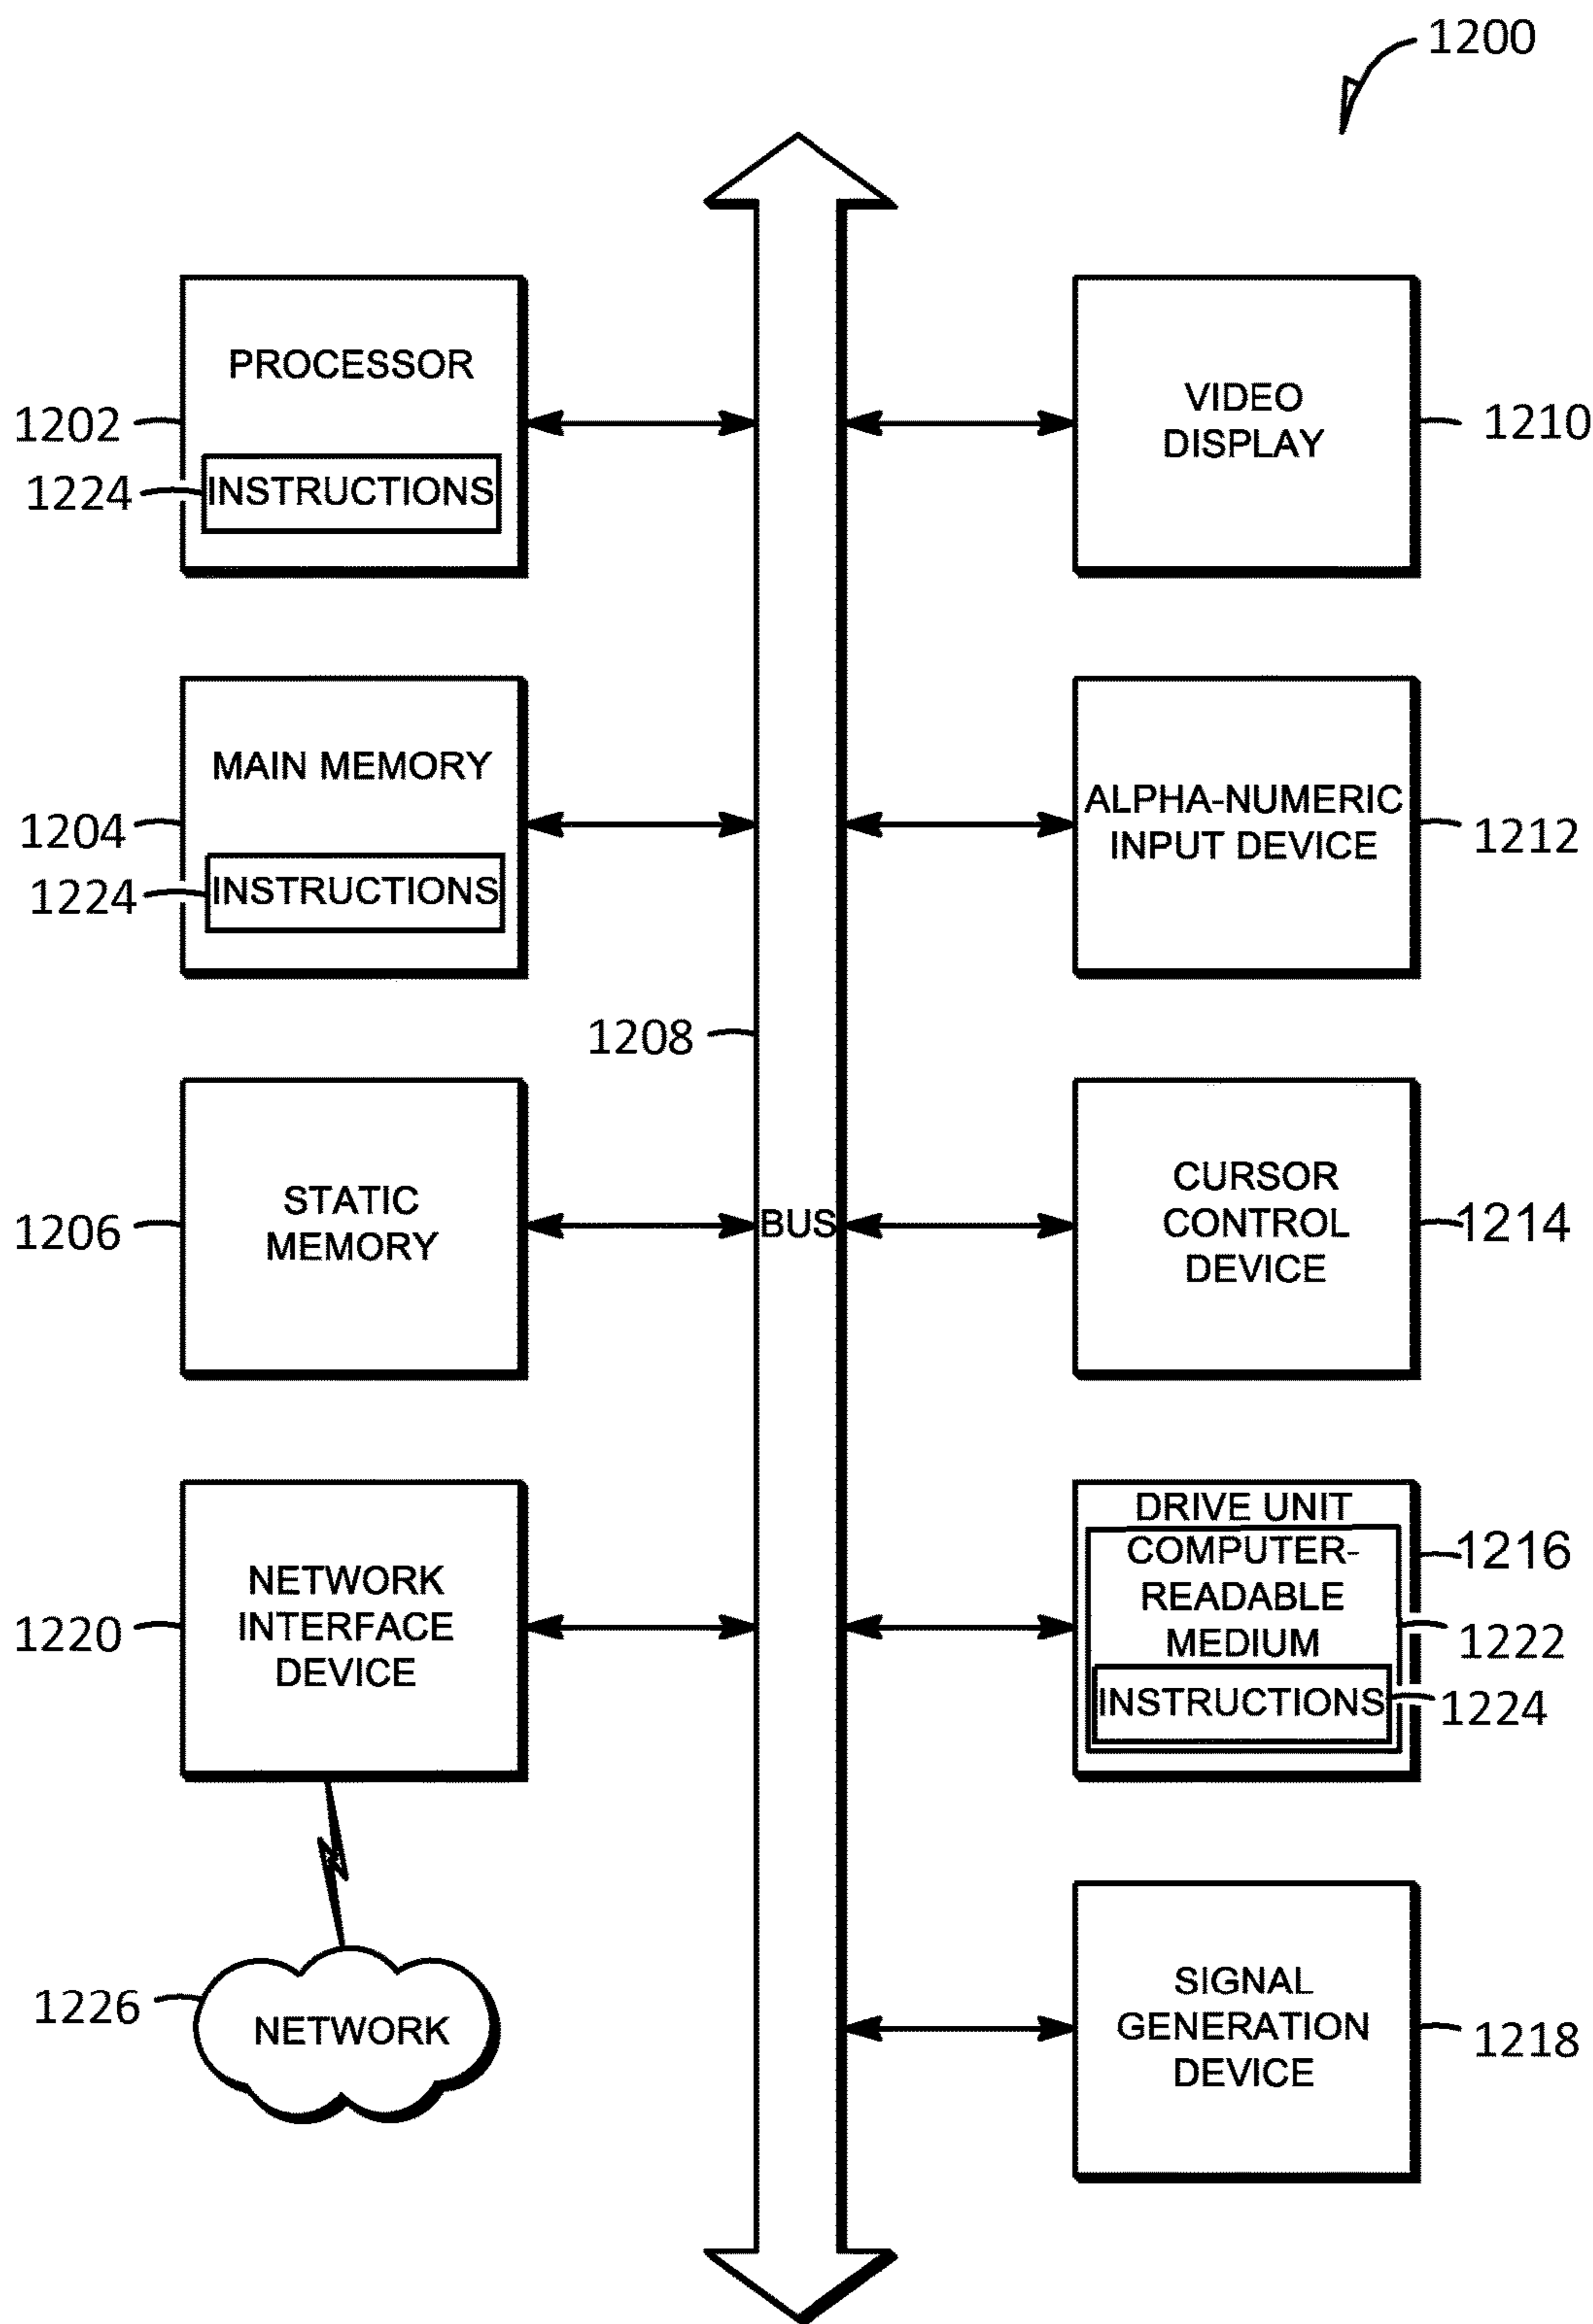 1200
PROCESSOR
1202
1224
INSTRUCTIONS
VIDEO
DISPLAY
1210
MAIN MEMORY
1204
1224
INSTRUCTIONS
ALPHA-NUMERIC
INPUT DEVICE
1212
1208
STATIC
MEMORY
1206
BUS
CURSOR
CONTROL
DEVICE
1214
NETWORK
INTERFACE
DEVICE
1220
DRIVE UNIT
1216
COMPUTER-
READABLE
MEDIUM
1222
INSTRUCTIONS
1224
1226
NETWORK
SIGNAL
GENERATION
DEVICE
1218